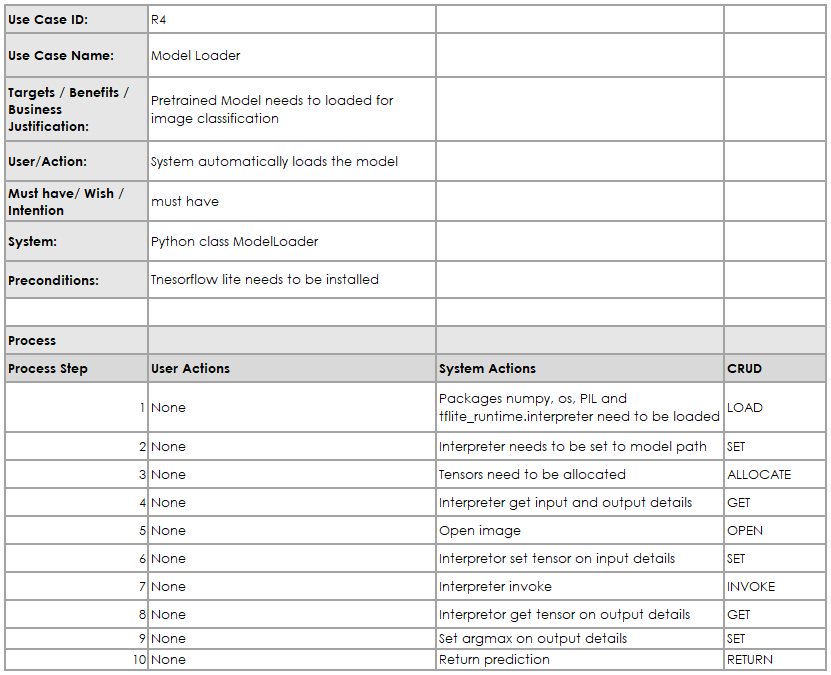 Use Case ID: R4
Use Case Name: Model Loader
Targets / Benefits /
Business
Justification:
Pretrained Model needs to loaded for
image classification
User/Action: System automatically loads the model
Must have/ Wish /
Intention
must have
System: Python class ModelLoader
Preconditions: Tnesorflow lite needs to be installed
Process
Process Step User Actions System Actions CRUD
1 None Packages numpy, os, PIL and
tflite_runtime.interpreter need to be loaded LOAD
2 None Interpreter needs to be set to model path SET
3 None Tensors need to be allocated ALLOCATE
4 None Interpreter get input and output details GET
5 None Open image OPEN
6 None Interpretor set tensor on input details SET
7 None Interpreter invoke INVOKE
8 None Interpretor get tensor on output details GET
9 None Set argmax on output details SET
10 None Return prediction RETURN